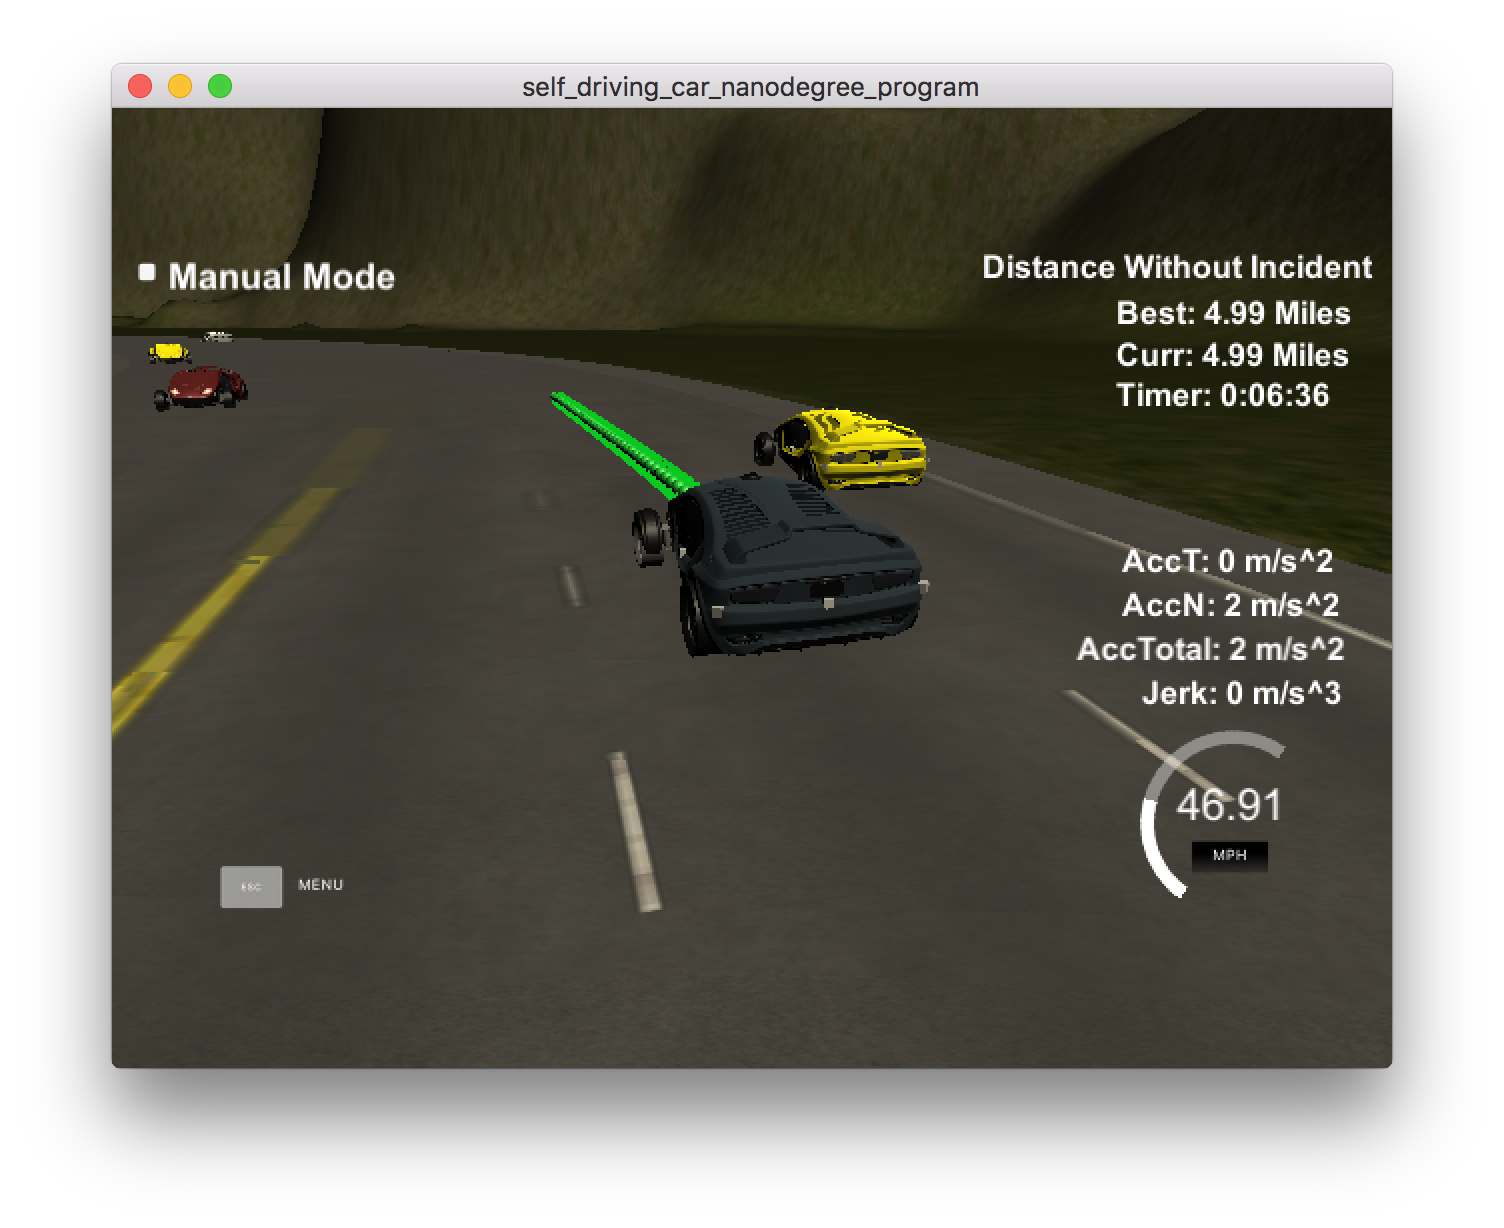 self_driving_car_nanodegree_program
Manual Mode
Distance Without Incident
Best: 4.99 Miles
Curr: 4.99 Miles
Timer: 0:06:36
AccT: 0 m/s^2
AccN: 2 m/s^2
AccTotal: 2 m/s^2
Jerk: 0 m/s^3
46.91
MPH
ESC MENU